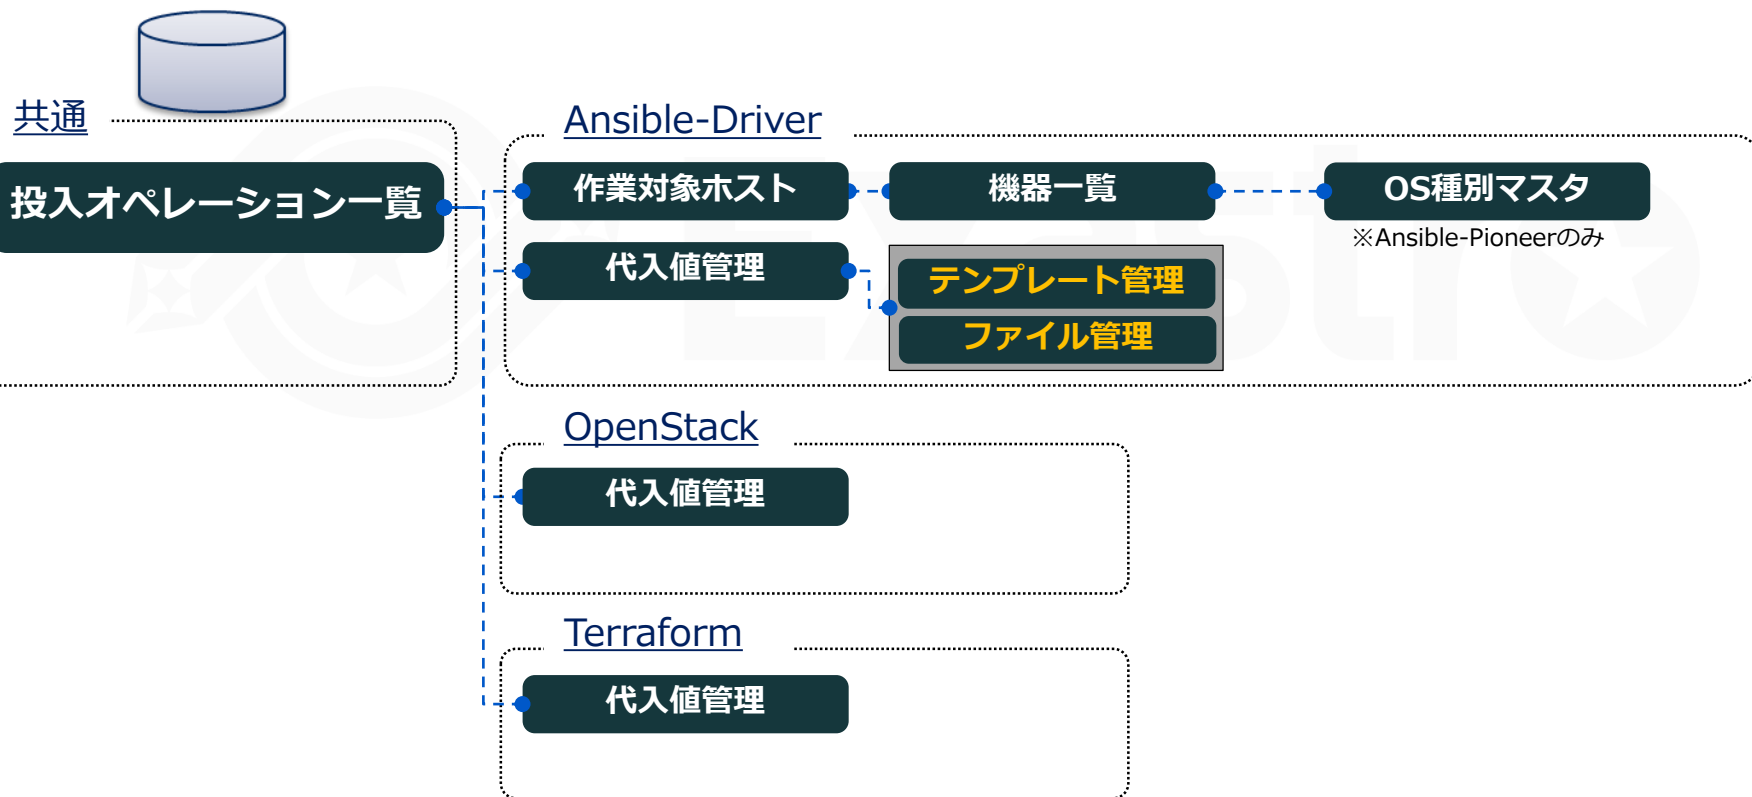 共通
投入オペレーション一覧
Ansible-Driver
作業対象ホスト
機器一覧
OS種別マスタ
※Ansible-Pioneerのみ
代入値管理
テンプレート管理
ファイル管理
OpenStack
代入値管理
Terraform
代入値管理
Exastro